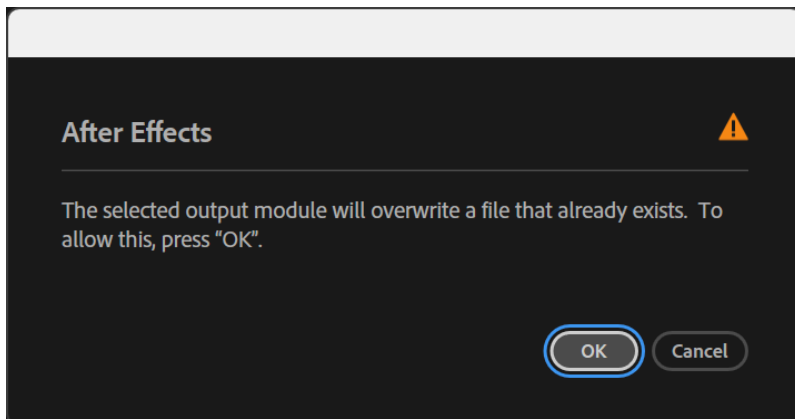 After Effects
The selected output module will overwrite a file that already exists.  To
allow this, press “OK”.
OK
Cancel